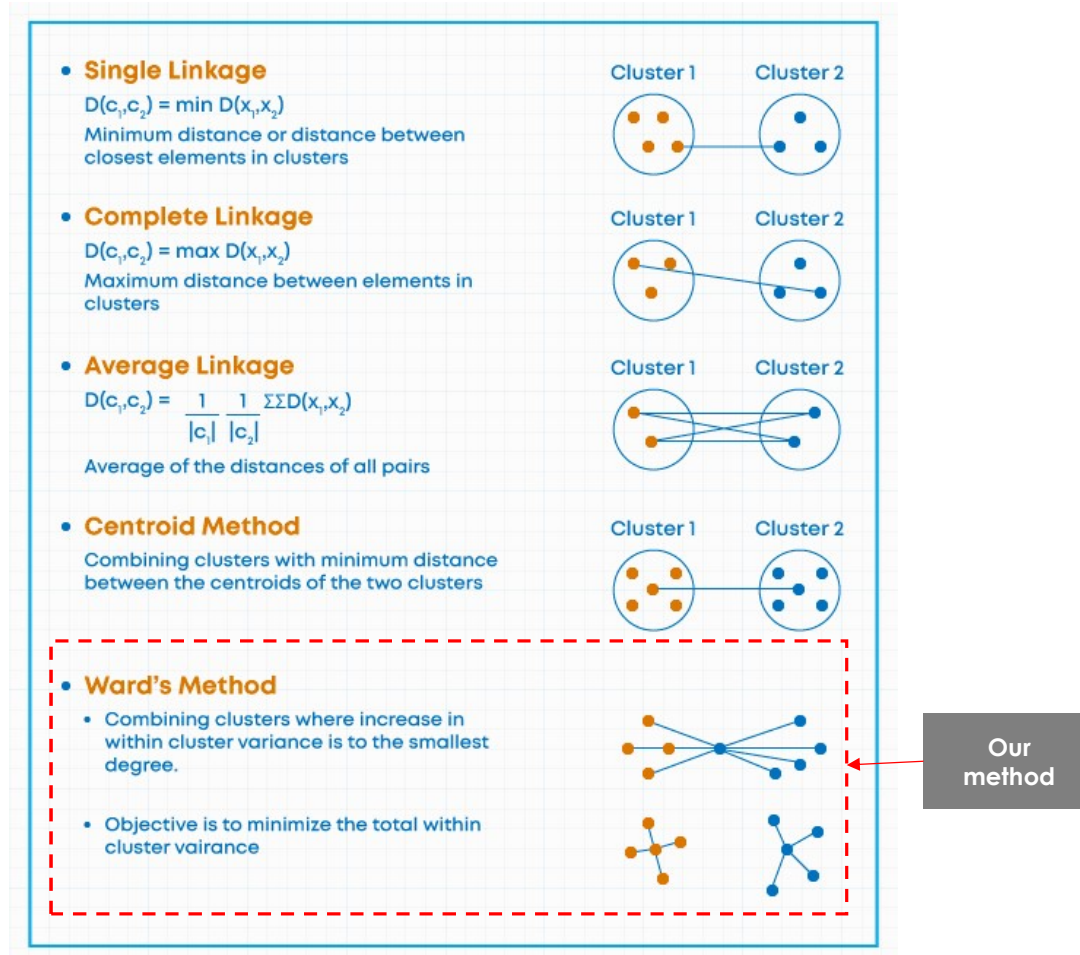 • Single Linkage
D(c₁,c₂) = min D(x₁,x₂)
Minimum distance or distance between
closest elements in clusters
Cluster 1 Cluster 2
• Complete Linkage
D(c₁,c₂) = max D(x₁,x₂)
Maximum distance between elements in
clusters
Cluster 1 Cluster 2
• Average Linkage
D(c₁,c₂) = 1 1 ΣΣD(x₁,x₂)
|c₁| |c₂|
Average of the distances of all pairs
Cluster 1 Cluster 2
• Centroid Method
Combining clusters with minimum distance
between the centroids of the two clusters
Cluster 1 Cluster 2
• Ward's Method
• Combining clusters where increase in
within cluster variance is to the smallest
degree.
• Objective is to minimize the total within
cluster vairance
Our
method